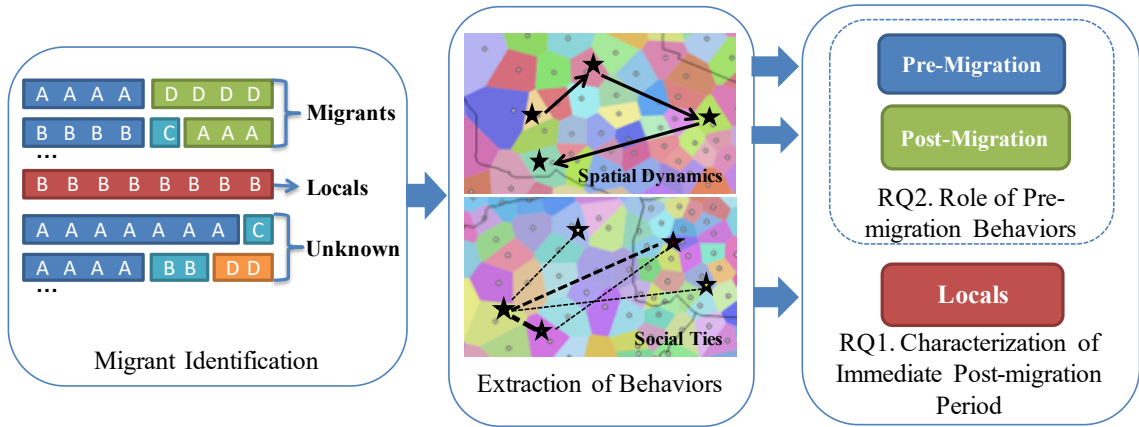 A A A A D D D D
Migrants
B B B B C A A A
...
B B B B B B B B
Locals
A A A A A A A C
Unknown
A A A A B B D D
...
Migrant Identification
Spatial Dynamics
Social Ties
Extraction of Behaviors
Pre-Migration
Post-Migration
RQ2. Role of Pre-
migration Behaviors
Locals
RQ1. Characterization of
Immediate Post-migration
Period